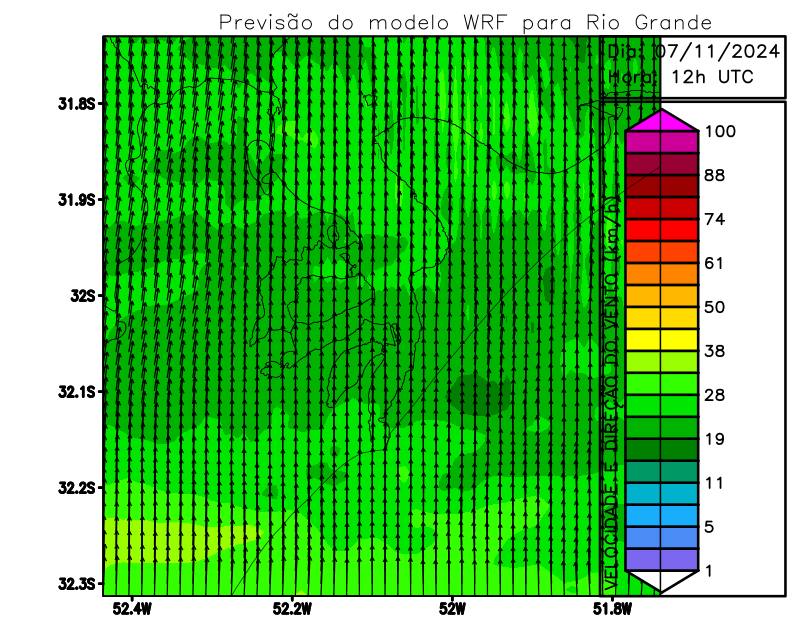 Previsão do modelo WRF para Rio Grande
Dia: 07/11/2024
Hora: 12h UTC
31.8S
31.9S
32S
32.1S
32.2S
32.3S
52.4W
52.2W
52W
51.8W
VELOCIDADE E DIREÇÃO DO VENTO (km/h)
100
88
74
61
50
38
28
19
11
5
1